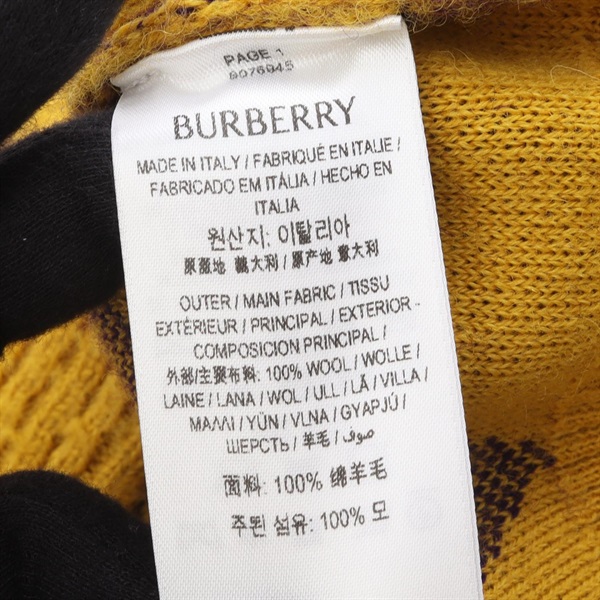 PAGE 1
8076945
BURBERRY
MADE IN ITALY / FABRIQUÉ EN ITALIE /
FABRICADO EM ITÁLIA / HECHO EN
ITALIA
원산지: 이탈리아
原產地 義大利 / 原产地 意大利
OUTER / MAIN FABRIC / TISSU
EXTÉRIEUR / PRINCIPAL / EXTERIOR -
COMPOSICION PRINCIPAL /
外部/主要布料: 100% WOOL / WOLLE /
LAINE / LANA / WOL / ULL / LÃ / VILLA /
ΜΑΛΛΙ / YÜN / VLNA / GYAPJÚ /
ШЕРСТЬ / 羊毛 / صوف
面料: 100% 绵羊毛
주된 섬유: 100% 모